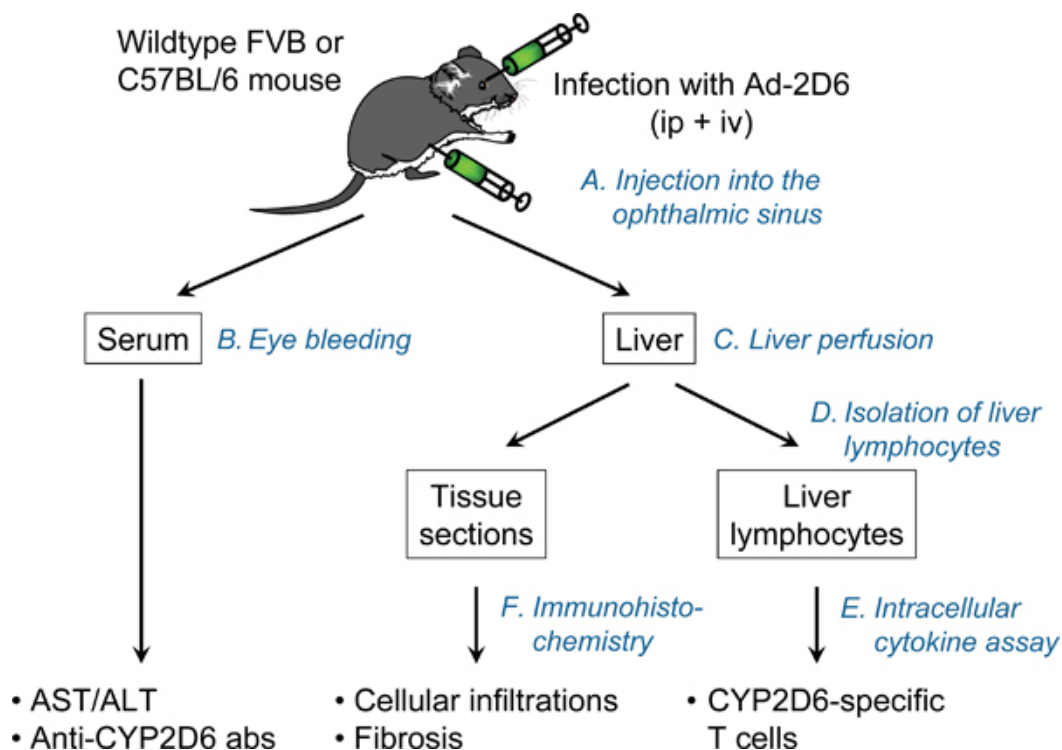 Wildtype FVB or
C57BL/6 mouse
Infection with Ad-2D6
(ip + iv)
A. Injection into the
ophthalmic sinus
Serum
B. Eye bleeding
Liver
C. Liver perfusion
D. Isolation of liver
lymphocytes
Tissue
sections
Liver
lymphocytes
F. Immunohisto-
chemistry
E. Intracellular
cytokine assay
• AST/ALT
• Anti-CYP2D6 abs
• Cellular infiltrations
• Fibrosis
• CYP2D6-specific
T cells